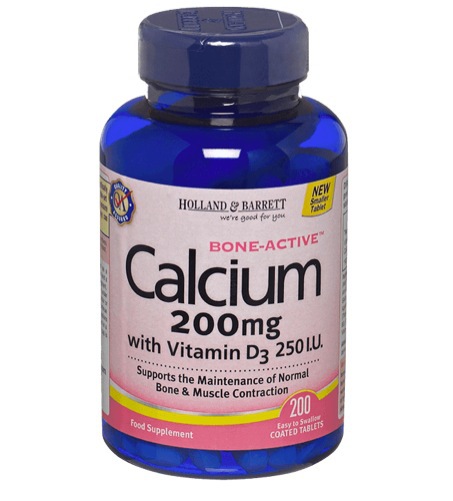 HOLLAND & BARRETT
we're good for you
NEW
Smaller
Tablet
BONE-ACTIVE™
Calcium
200mg
with Vitamin D3 250 I.U.
Supports the Maintenance of Normal
Bone & Muscle Contraction
200
Easy to Swallow
COATED TABLETS
Food Supplement